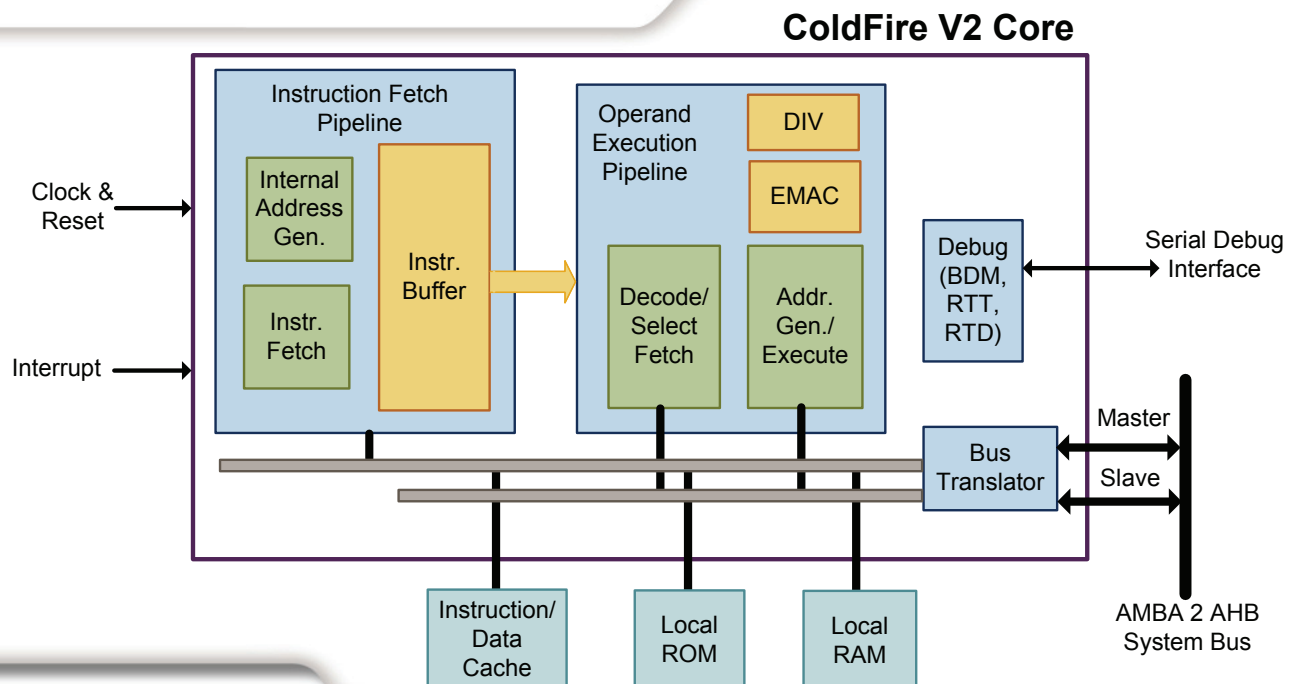 ColdFire V2 Core
Instruction Fetch
Pipeline
Internal
Address
Gen.
Instr.
Fetch
Instr.
Buffer
Operand
Execution
Pipeline
DIV
EMAC
Decode/
Select
Fetch
Addr.
Gen./
Execute
Clock &
Reset
Interrupt
Debug
(BDM,
RTT,
RTD)
Serial Debug
Interface
Bus
Translator
Master
Slave
AMBA 2 AHB
System Bus
Instruction/
Data
Cache
Local
ROM
Local
RAM